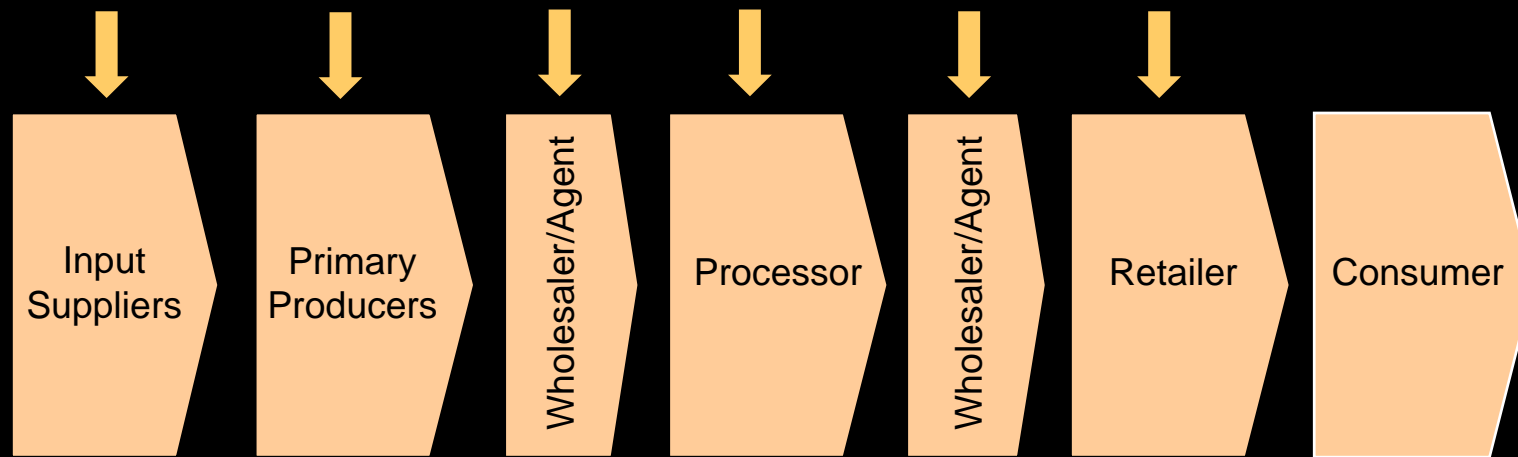 Input
Suppliers
Primary
Producers
Wholesaler/Agent
Processor
Wholesaler/Agent
Retailer
Consumer